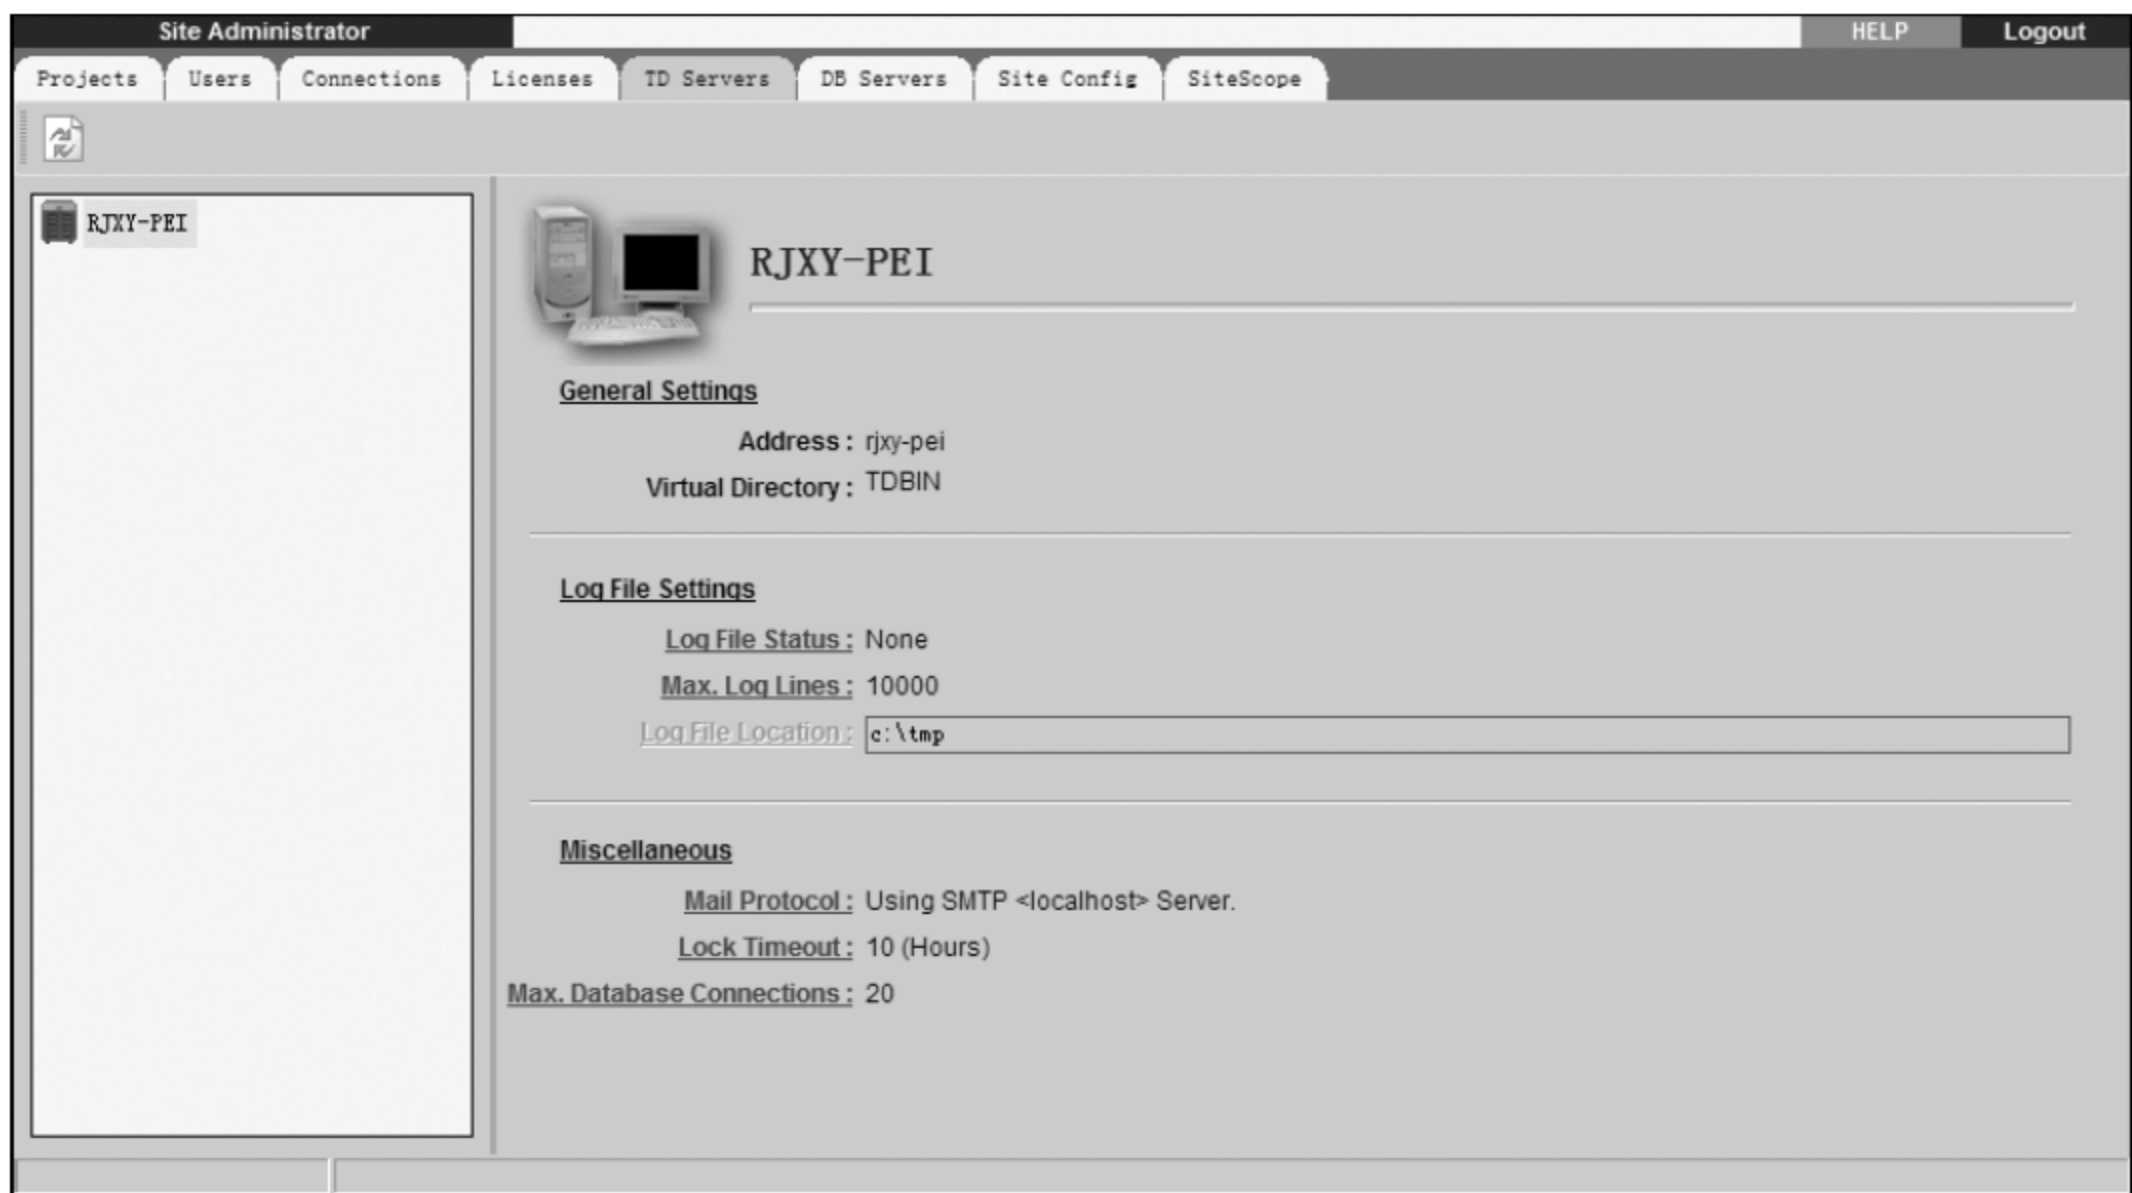 Site Administrator HELP Logout
Projects Users Connections Licenses TD Servers DB Servers Site Config SiteScope
RJXY-PEI
RJXY-PEI
General Settings
Address : rjxy-pei
Virtual Directory : TDBIN
Log File Settings
Log File Status : None
Max. Log Lines : 10000
Log File Location : c:\tmp
Miscellaneous
Mail Protocol : Using SMTP <localhost> Server.
Lock Timeout : 10 (Hours)
Max. Database Connections : 20